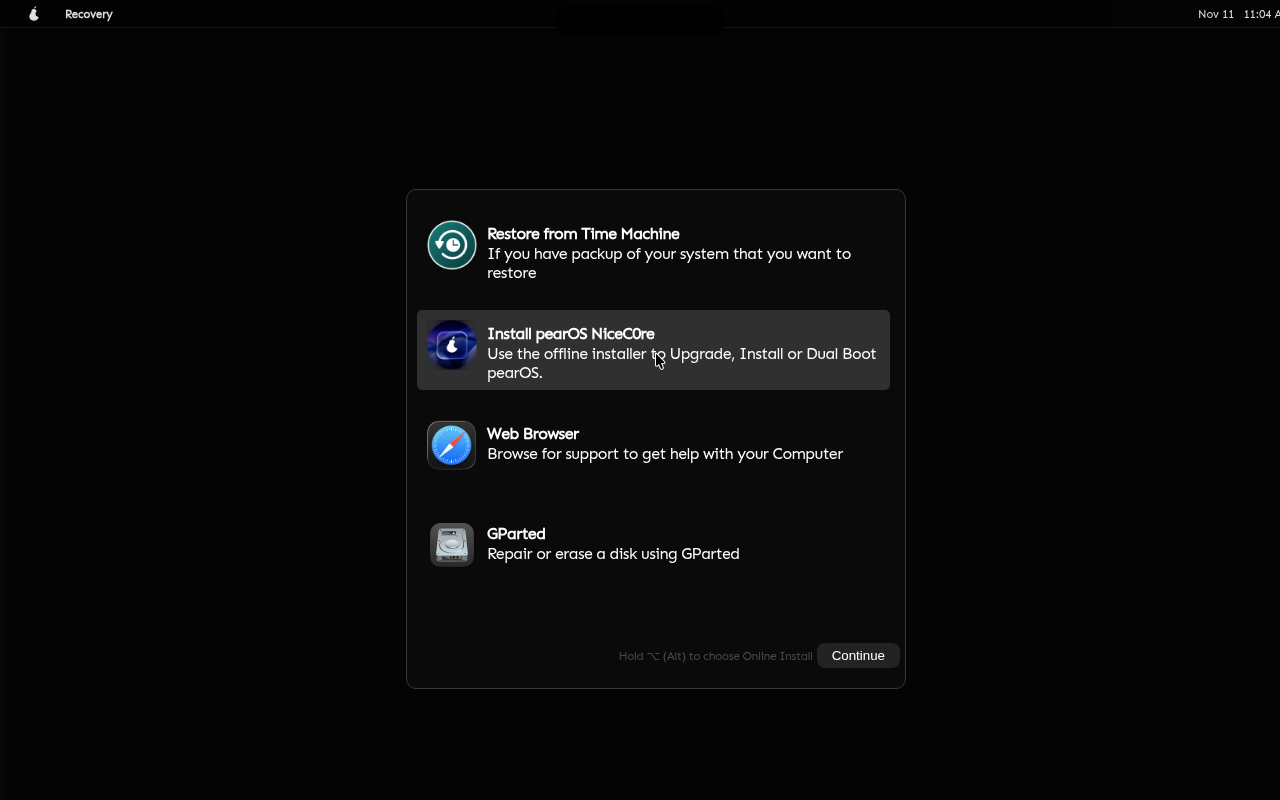 Recovery
Nov 11 11:04 A
Restore from Time Machine
If you have packup of your system that you want to
restore
Install pearOS NiceC0re
Use the offline installer to Upgrade, Install or Dual Boot
pearOS.
Web Browser
Browse for support to get help with your Computer
GParted
Repair or erase a disk using GParted
Hold ⌥ (Alt) to choose Online Install
Continue